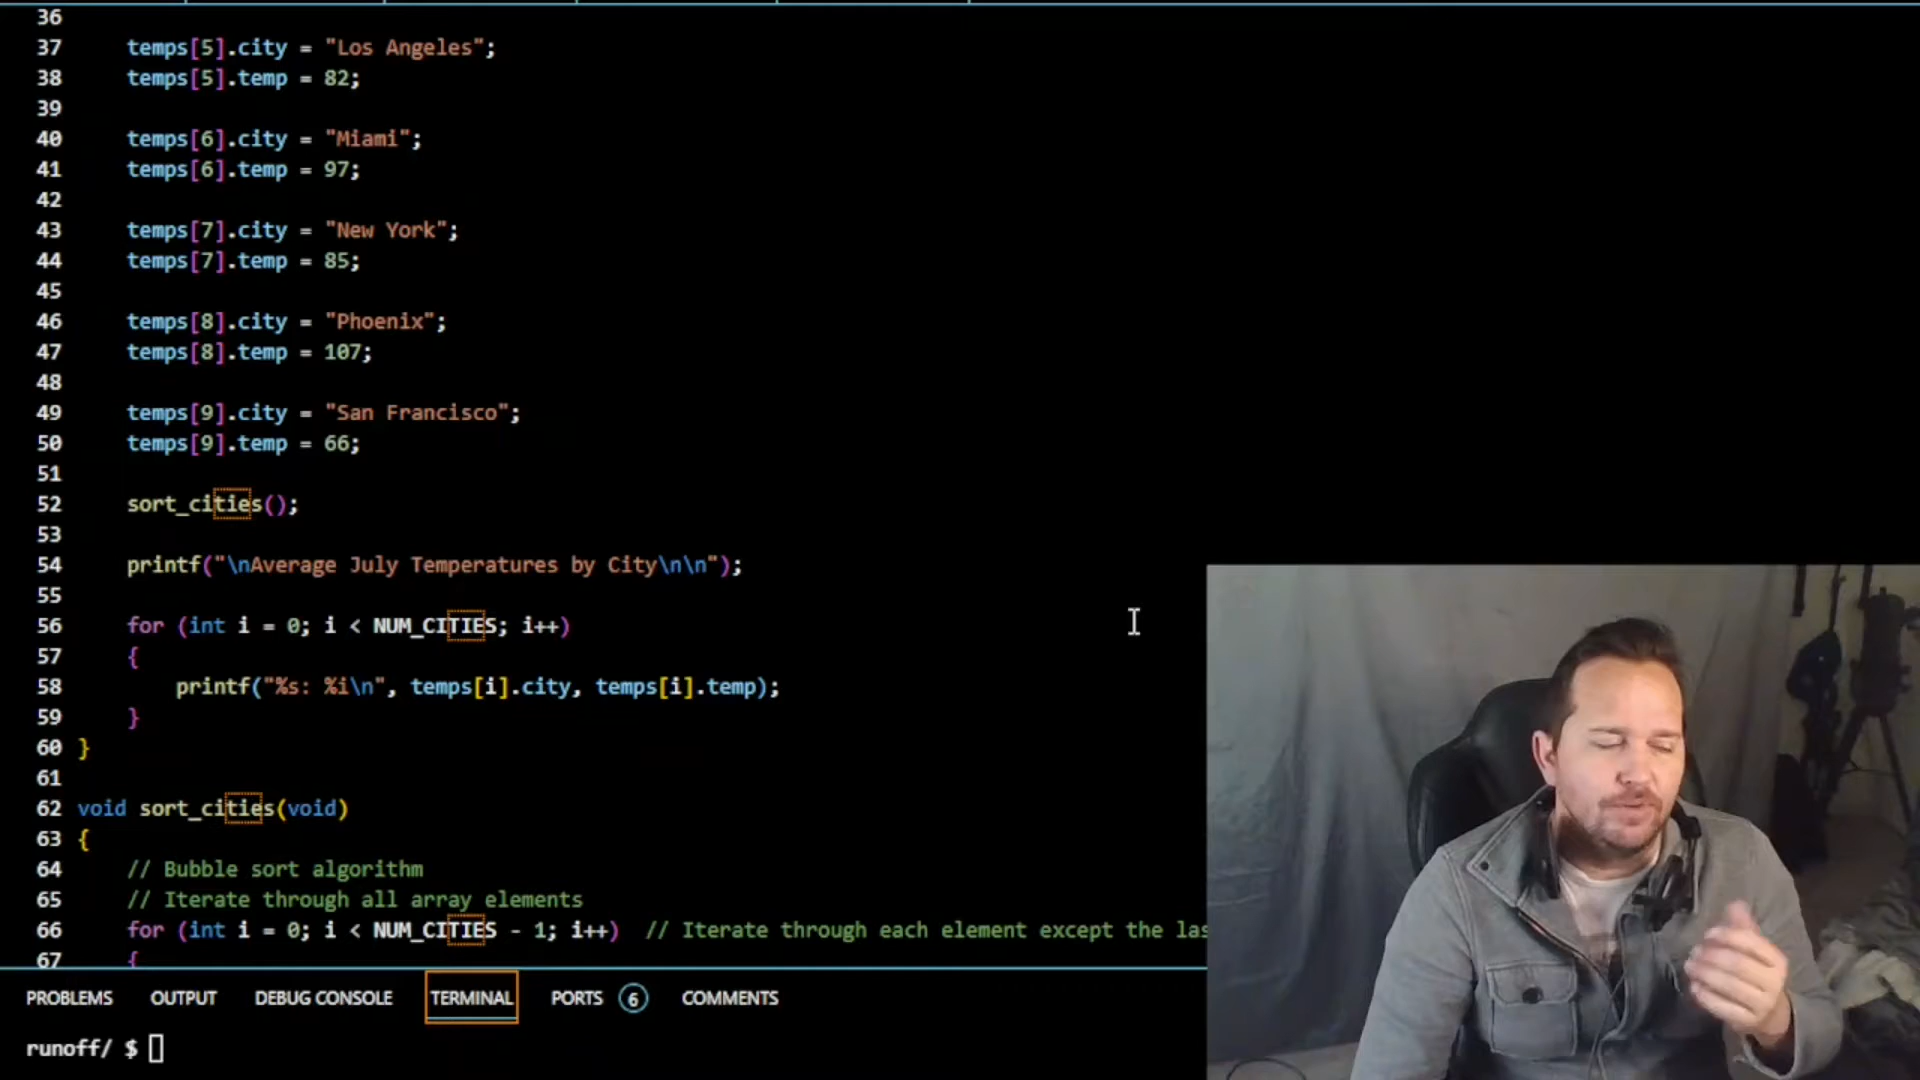 36
37 temps[5].city = "Los Angeles";
38 temps[5].temp = 82;
39
40 temps[6].city = "Miami";
41 temps[6].temp = 97;
42
43 temps[7].city = "New York";
44 temps[7].temp = 85;
45
46 temps[8].city = "Phoenix";
47 temps[8].temp = 107;
48
49 temps[9].city = "San Francisco";
50 temps[9].temp = 66;
51
52 sort_cities();
53
54 printf("\nAverage July Temperatures by City\n\n");
55
56 for (int i = 0; i < NUM_CITIES; i++)
57 {
58 printf("%s: %i\n", temps[i].city, temps[i].temp);
59 }
60 }
61
62 void sort_cities(void)
63 {
64 // Bubble sort algorithm
65 // Iterate through all array elements
66 for (int i = 0; i < NUM_CITIES - 1; i++) // Iterate through each element except the las
67 {
PROBLEMS OUTPUT DEBUG CONSOLE TERMINAL PORTS 6 COMMENTS
runoff/ $